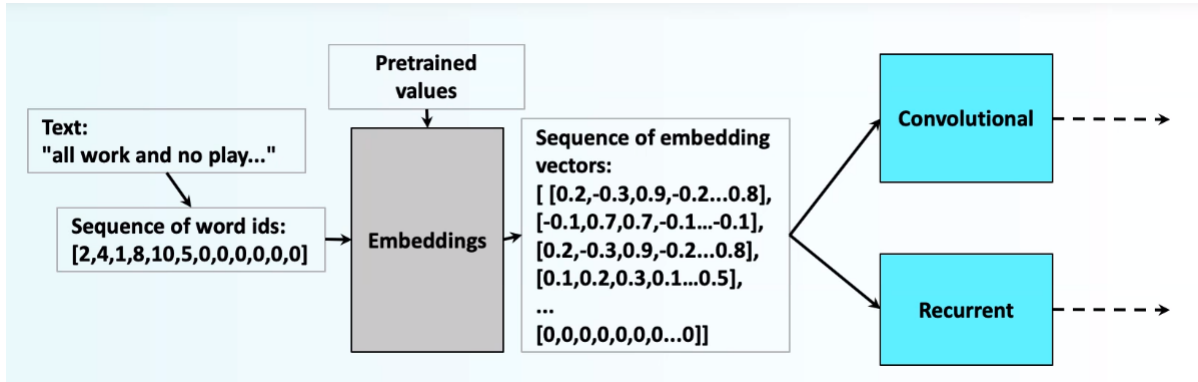 Pretrained
values
Text:
"all work and no play..."
Sequence of word ids:
[2,4,1,8,10,5,0,0,0,0,0,0]
Embeddings
Sequence of embedding
vectors:
[ [0.2,-0.3,0.9,-0.2...0.8],
[-0.1,0.7,0.7,-0.1...-0.1],
[0.2,-0.3,0.9,-0.2...0.8],
[0.1,0.2,0.3,0.1...0.5],
...
[0,0,0,0,0,0,0...0]]
Convolutional
Recurrent